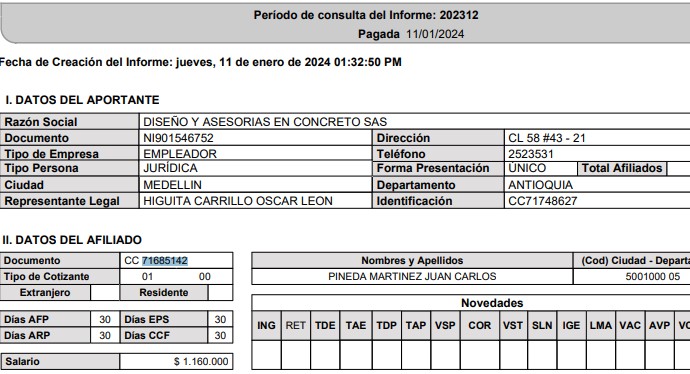 Período de consulta del Informe: 202312
Pagada 11/01/2024
Fecha de Creación del Informe: jueves, 11 de enero de 2024 01:32:50 PM
I. DATOS DEL APORTANTE
Razón Social DISEÑO Y ASESORIAS EN CONCRETO SAS
Documento NI901546752 Dirección CL 58 #43 - 21
Tipo de Empresa EMPLEADOR Teléfono 2523531
Tipo Persona JURÍDICA Forma Presentación ÚNICO Total Afiliados
Ciudad MEDELLIN Departamento ANTIOQUIA
Representante Legal HIGUITA CARRILLO OSCAR LEON Identificación CC71748627
II. DATOS DEL AFILIADO
Documento CC 71685142 Nombres y Apellidos (Cod) Ciudad - Departa
Tipo de Cotizante 01 00 PINEDA MARTINEZ JUAN CARLOS 5001000 05
Extranjero Residente
Novedades
Días AFP 30 Días EPS 30 ING RET TDE TAE TDP TAP VSP COR VST SLN IGE LMA VAC AVP VC
Días ARP 30 Días CCF 30
Salario $ 1.160.000